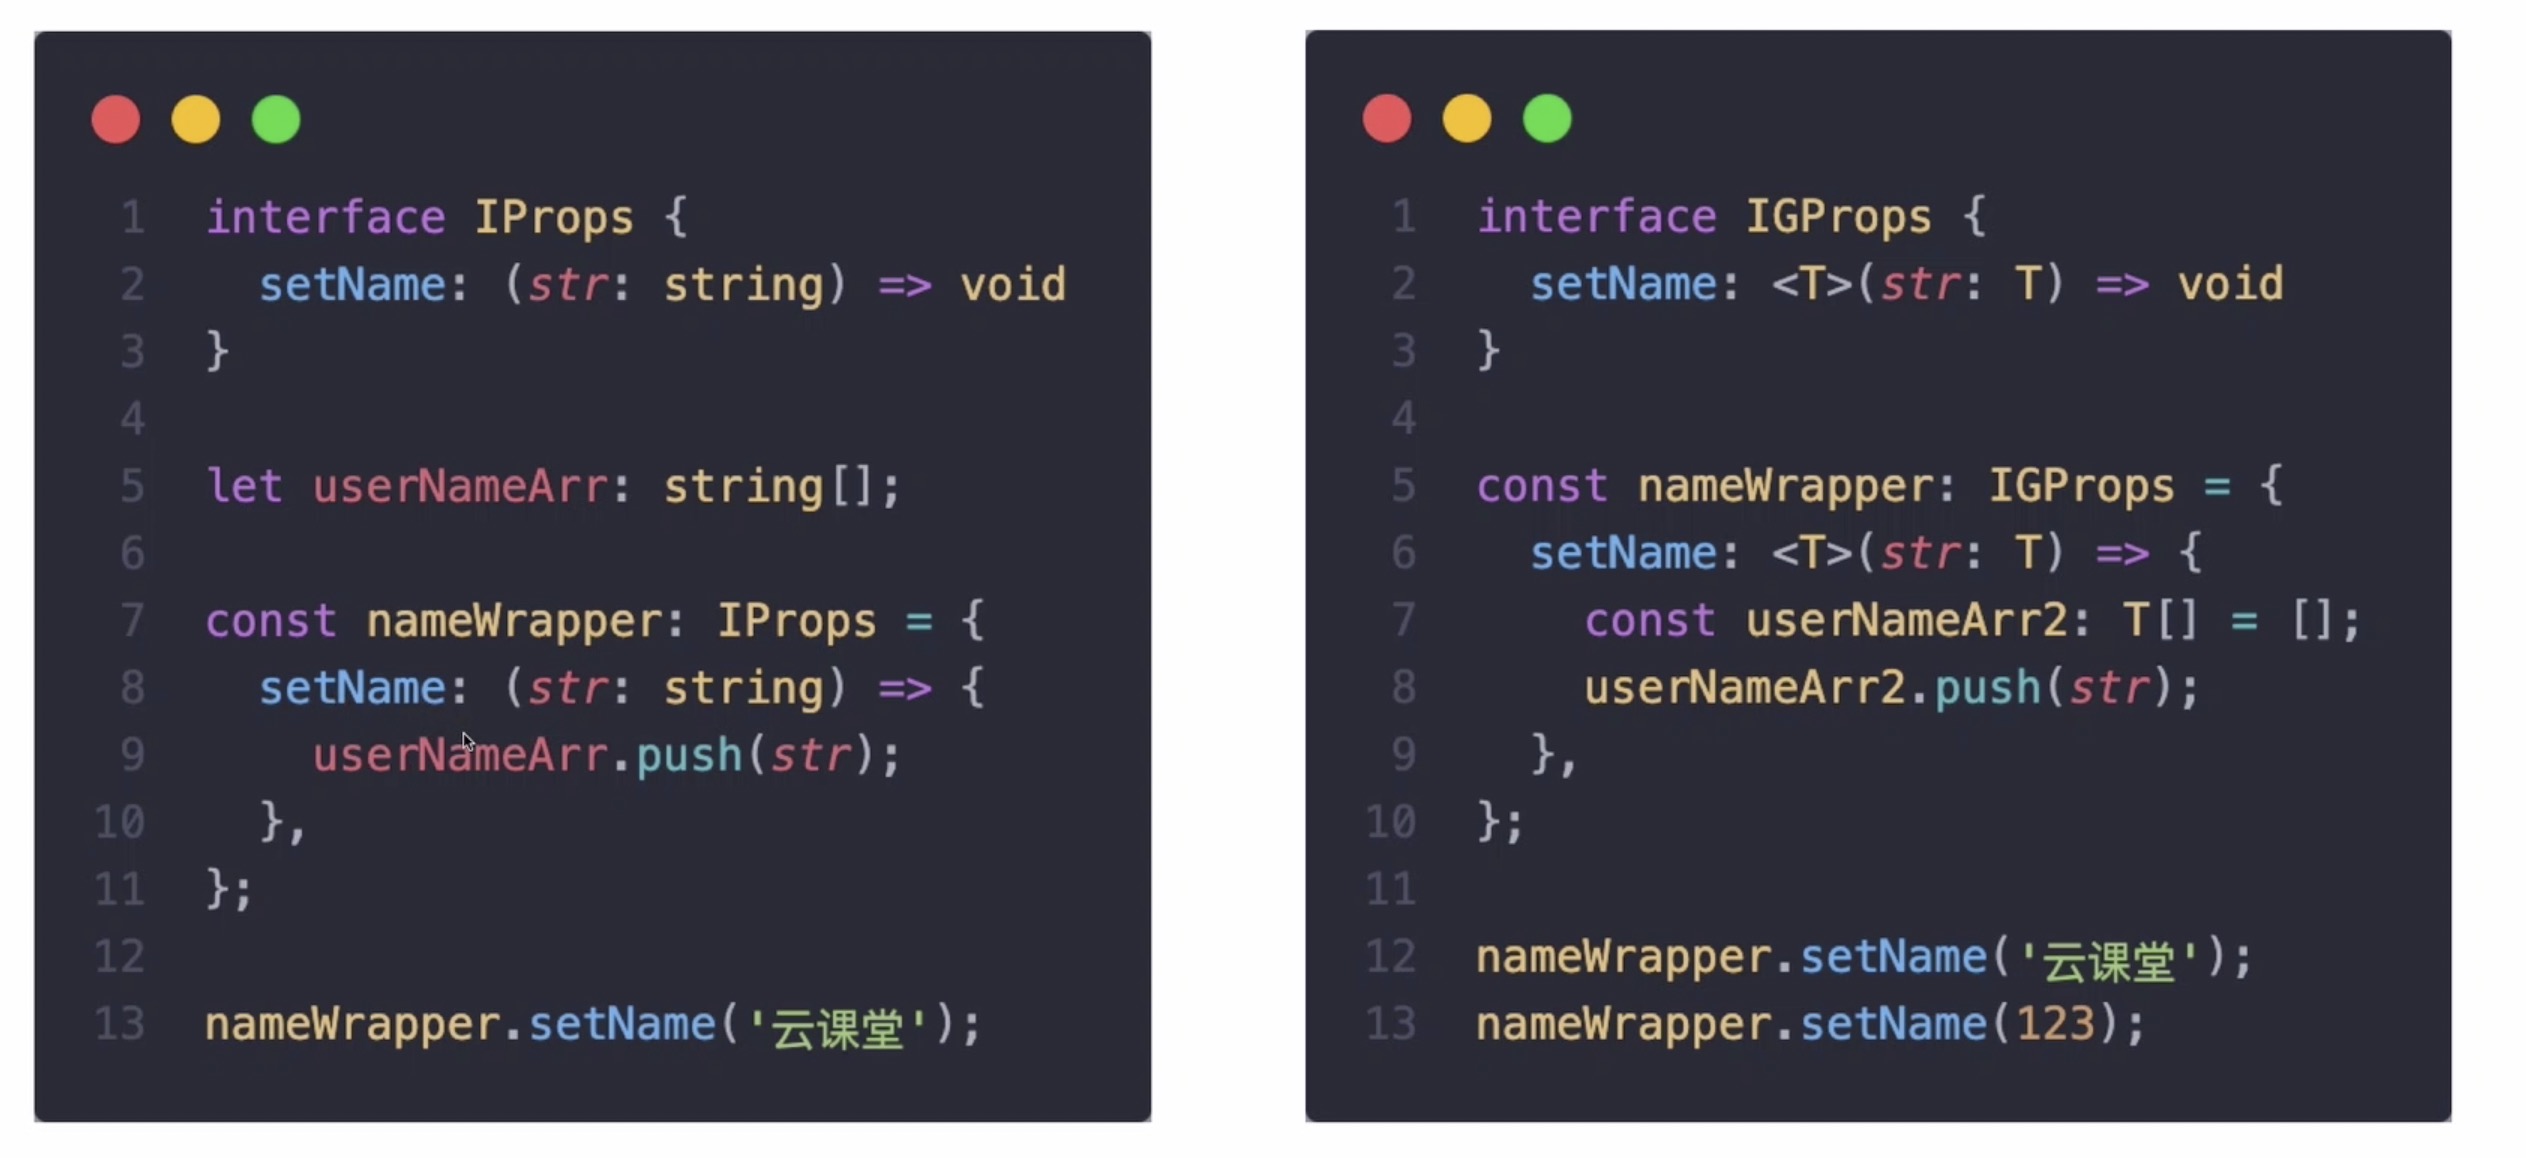 1 interface IProps {
2 setName: (str: string) => void
3 }
4
5 let userNameArr: string[];
6
7 const nameWrapper: IProps = {
8 setName: (str: string) => {
9 userNameArr.push(str);
10 },
11 };
12
13 nameWrapper.setName('云课堂');
1 interface IGProps {
2 setName: <T>(str: T) => void
3 }
4
5 const nameWrapper: IGProps = {
6 setName: <T>(str: T) => {
7 const userNameArr2: T[] = [];
8 userNameArr2.push(str);
9 },
10 };
11
12 nameWrapper.setName('云课堂');
13 nameWrapper.setName(123);